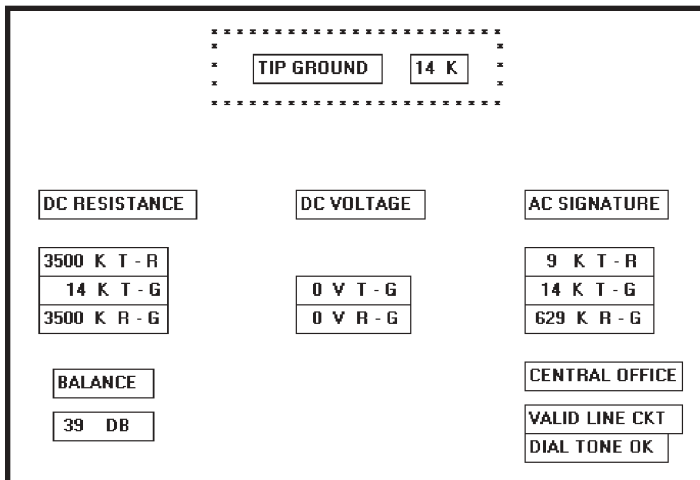 TIP GROUND 14 K
DC RESISTANCE DC VOLTAGE AC SIGNATURE
3500 K T - R 9 K T - R
14 K T - G 0 V T - G 14 K T - G
3500 K R - G 0 V R - G 629 K R - G
BALANCE CENTRAL OFFICE
39 DB VALID LINE CKT
DIAL TONE OK